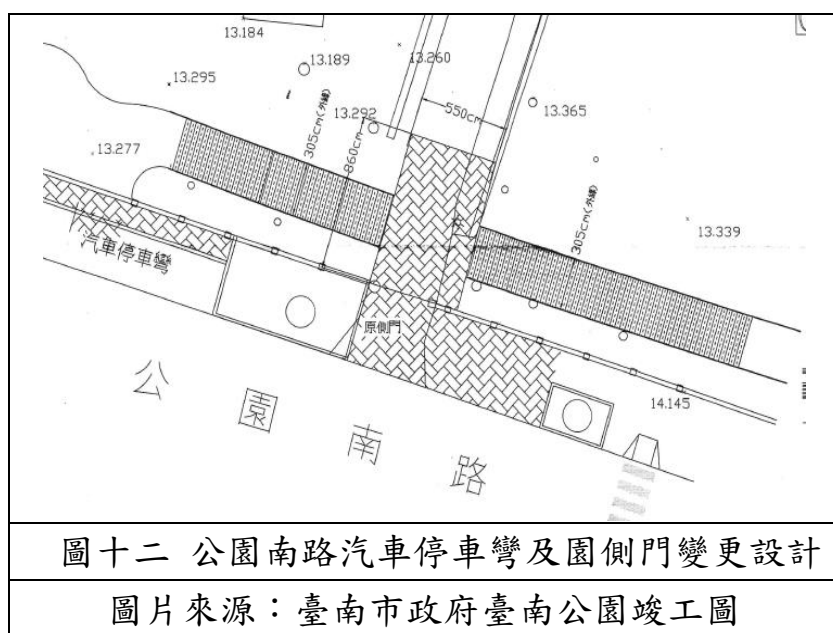 13.184
13.189
13.260
13.295
550cm
13.292
13.365
305cm(外緣)
860cm
13.277
305cm(外緣)
13.339
汽車停車彎
原側門
14.145
公園南路
圖十二 公園南路汽車停車彎及園側門變更設計
圖片來源：臺南市政府臺南公園竣工圖